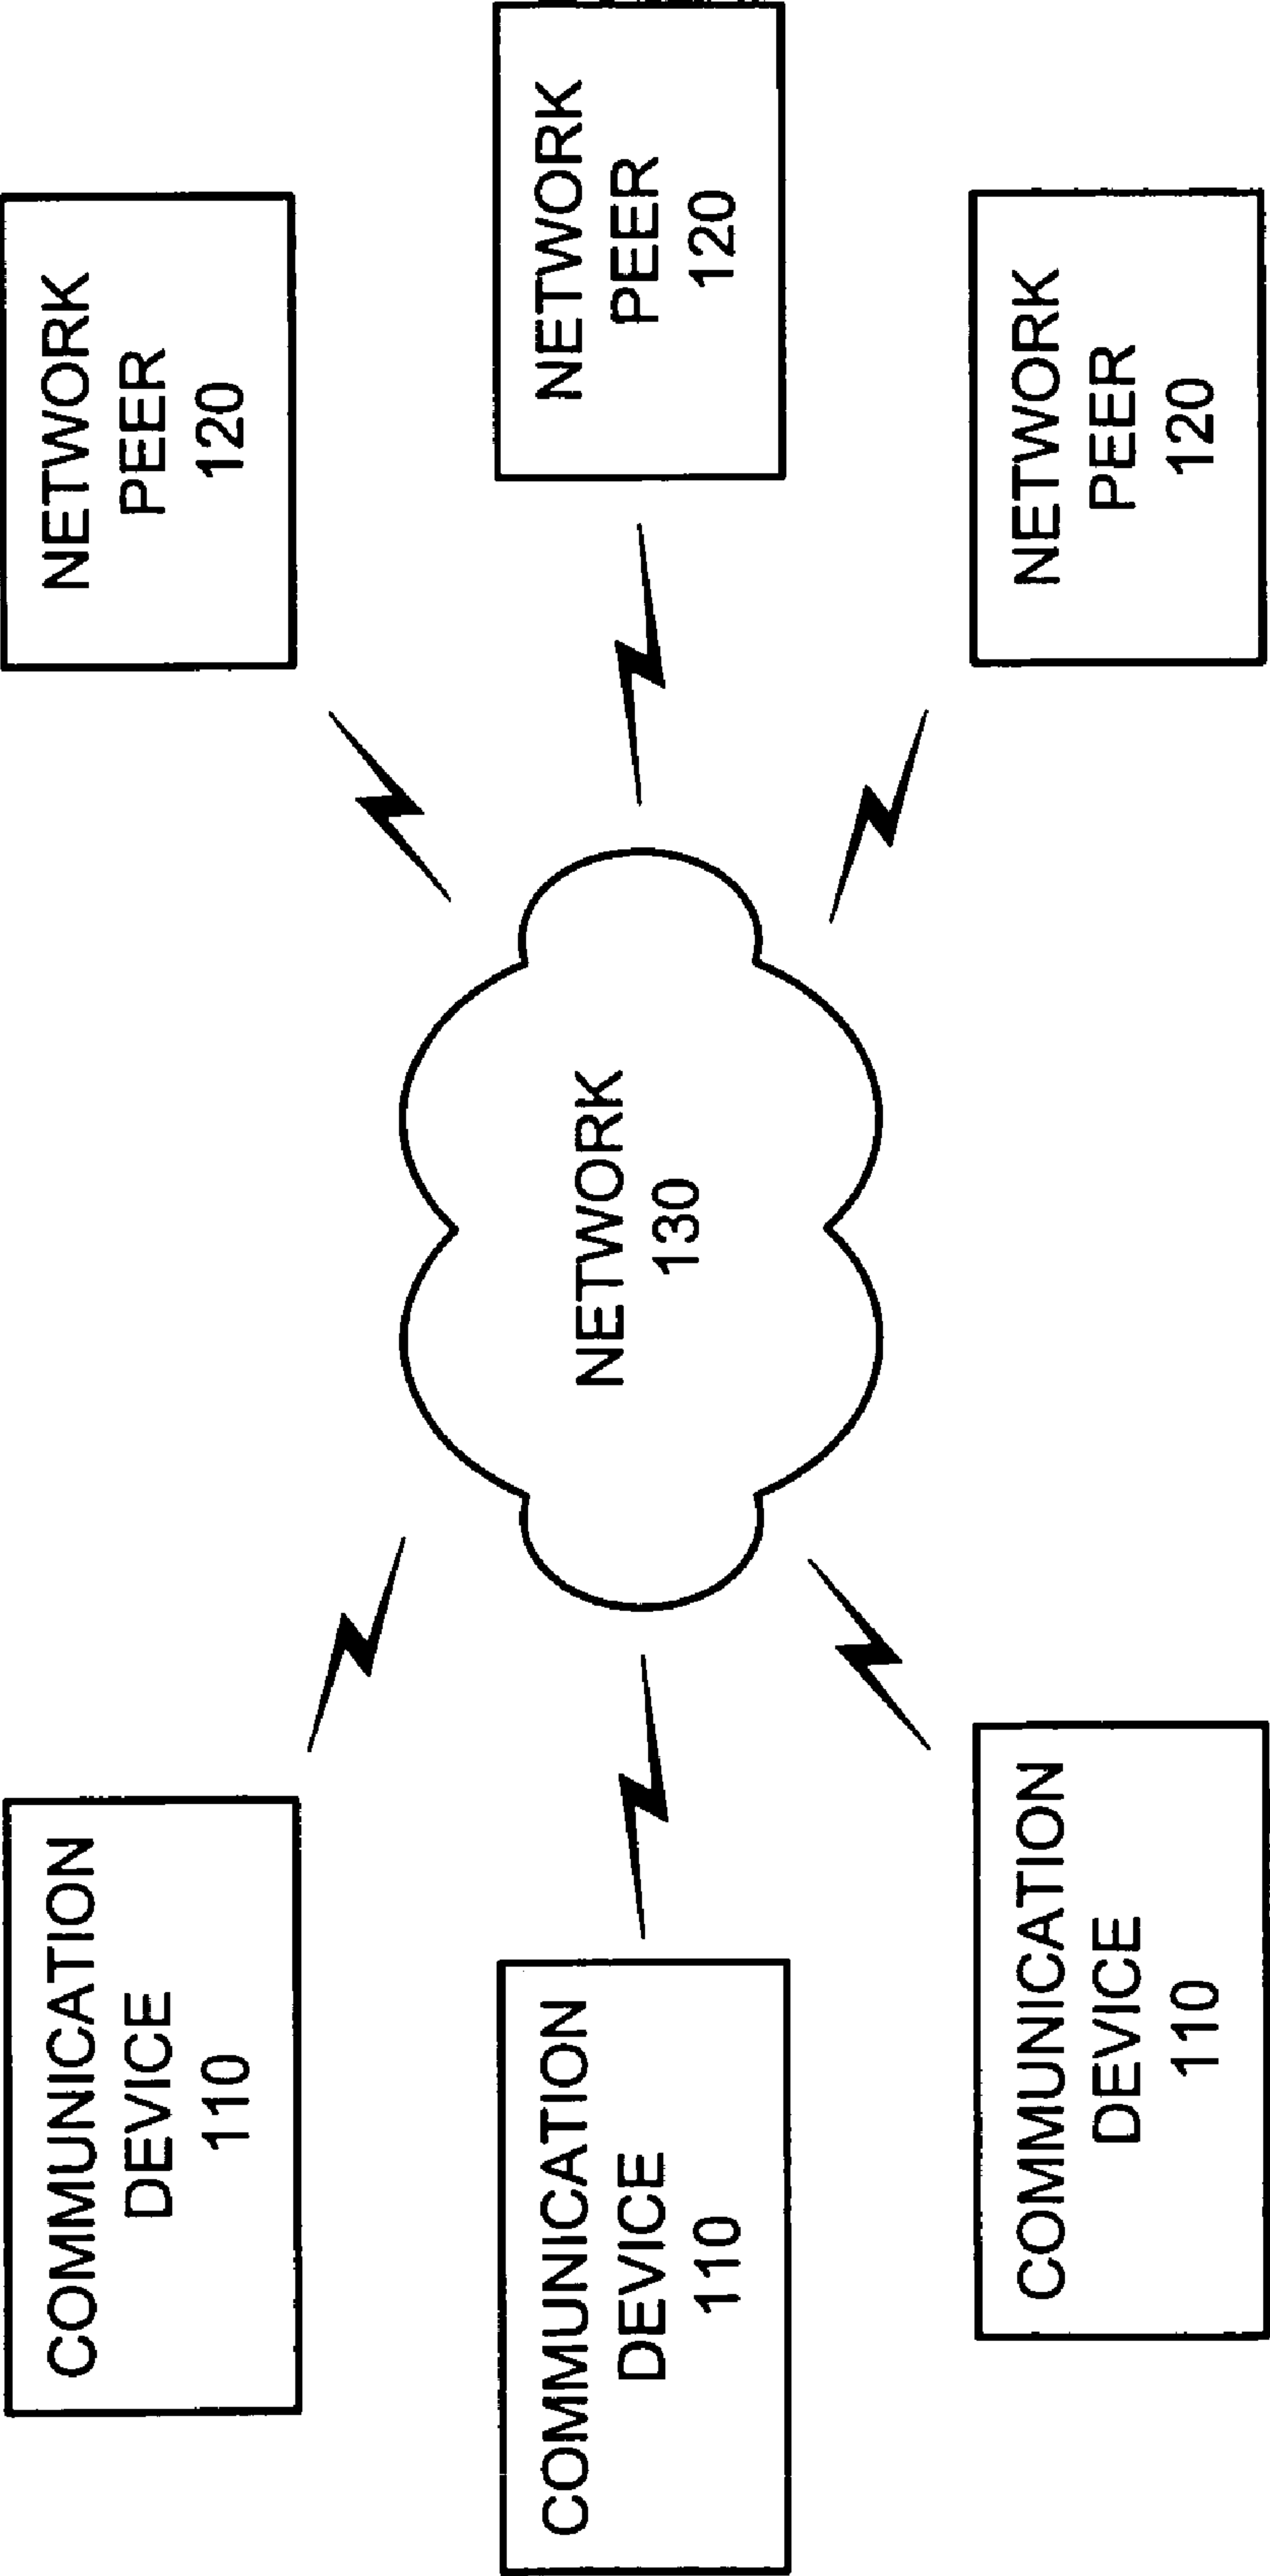 COMMUNICATION
DEVICE
110
NETWORK
PEER
120
COMMUNICATION
DEVICE
110
NETWORK
130
NETWORK
PEER
120
COMMUNICATION
DEVICE
110
NETWORK
PEER
120